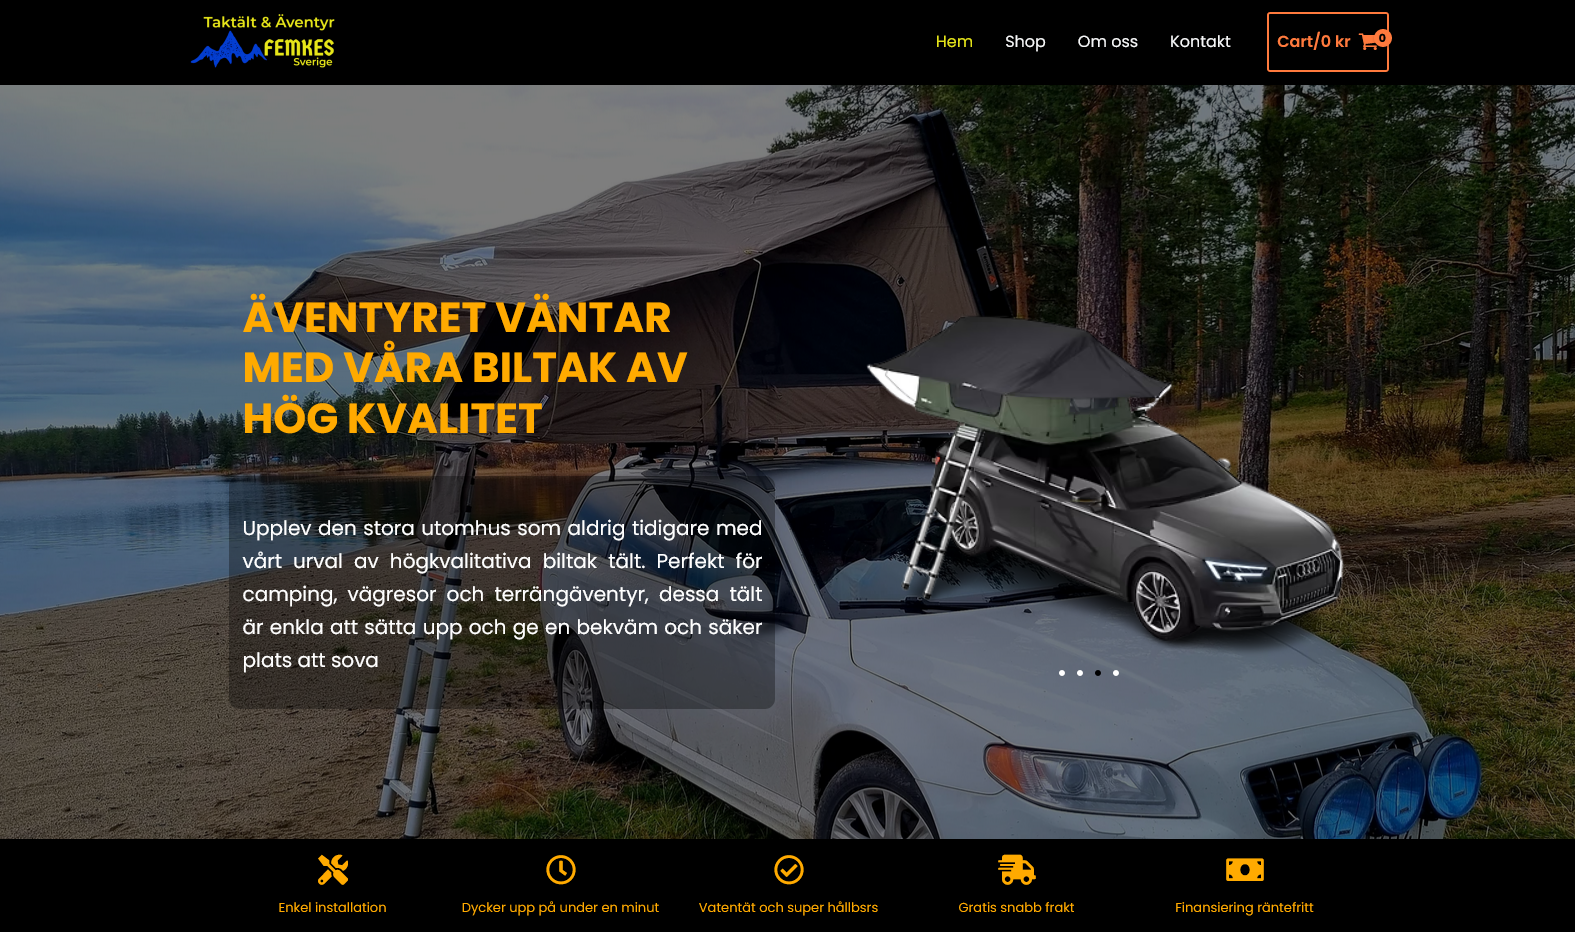 Taktält & Äventyr
FEMKES
Sverige
Hem
Shop
Om oss
Kontakt
Cart/0 kr
0
ÄVENTYRET VÄNTAR
MED VÅRA BILTAK AV
HÖG KVALITET
Upplev den stora utomhus som aldrig tidigare med
vårt urval av högkvalitativa biltak tält. Perfekt för
camping, vägresor och terrängäventyr, dessa tält
är enkla att sätta upp och ge en bekväm och säker
plats att sova
Enkel installation
Dycker upp på under en minut
Vatentät och super hållbsrs
Gratis snabb frakt
Finansiering räntefritt